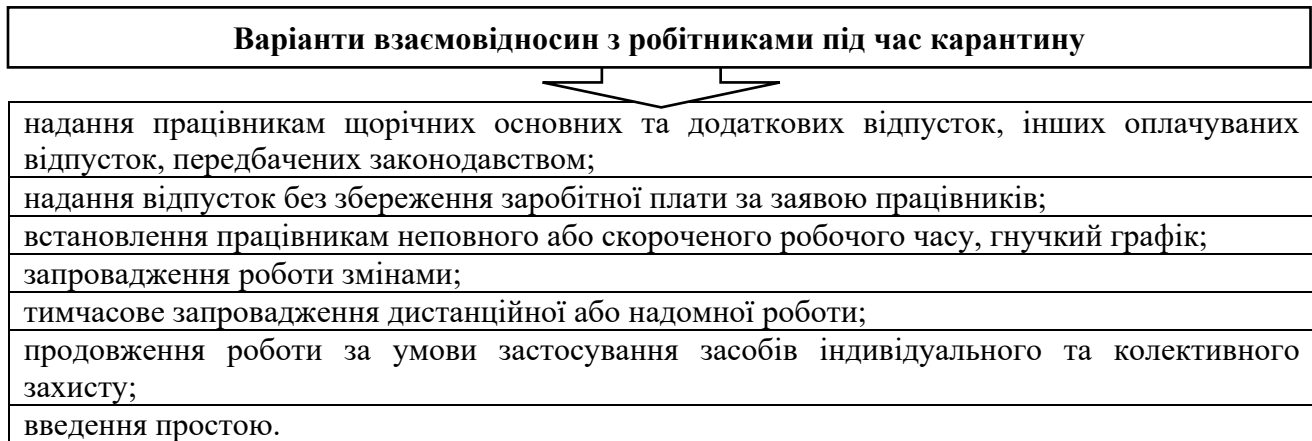 Варіанти взаємовідносин з робітниками під час карантину
надання працівникам щорічних основних та додаткових відпусток, інших оплачуваних
відпусток, передбачених законодавством;
надання відпусток без збереження заробітної плати за заявою працівників;
встановлення працівникам неповного або скороченого робочого часу, гнучкий графік;
запровадження роботи змінами;
тимчасове запровадження дистанційної або надомної роботи;
продовження роботи за умови застосування засобів індивідуального та колективного
захисту;
введення простою.